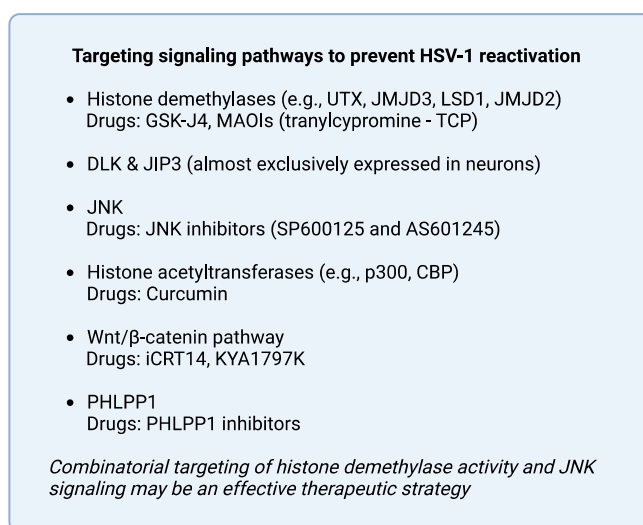 Targeting signaling pathways to prevent HSV-1 reactivation
• Histone demethylases (e.g., UTX, JMJD3, LSD1, JMJD2)
Drugs: GSK-J4, MAOIs (tranylcypromine - TCP)
• DLK & JIP3 (almost exclusively expressed in neurons)
• JNK
Drugs: JNK inhibitors (SP600125 and AS601245)
• Histone acetyltransferases (e.g., p300, CBP)
Drugs: Curcumin
• Wnt/β-catenin pathway
Drugs: iCRT14, KYA1797K
• PHLPP1
Drugs: PHLPP1 inhibitors
Combinatorial targeting of histone demethylase activity and JNK
signaling may be an effective therapeutic strategy